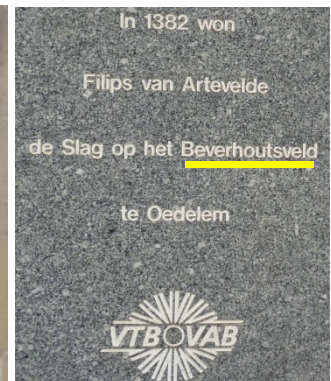 In 1382 won
Filips van Artevelde
de Slag op het Beverhoutsveld
te Oedelem
VTB VAB